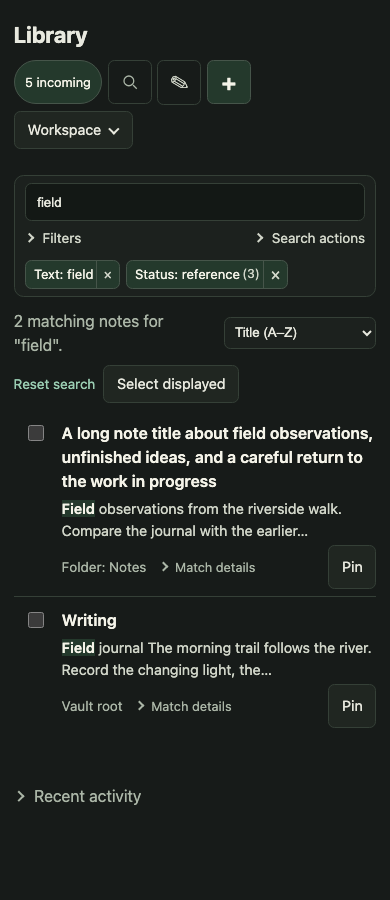 Library
5 incoming
Workspace
field
Filters
Search actions
Text: field ×
Status: reference (3) ×
2 matching notes for
"field".
Title (A–Z)
Reset search
Select displayed
A long note title about field observations,
unfinished ideas, and a careful return to
the work in progress
Field observations from the riverside walk.
Compare the journal with the earlier...
Folder: Notes
Match details
Pin
Writing
Field journal The morning trail follows the river.
Record the changing light, the...
Vault root
Match details
Pin
Recent activity